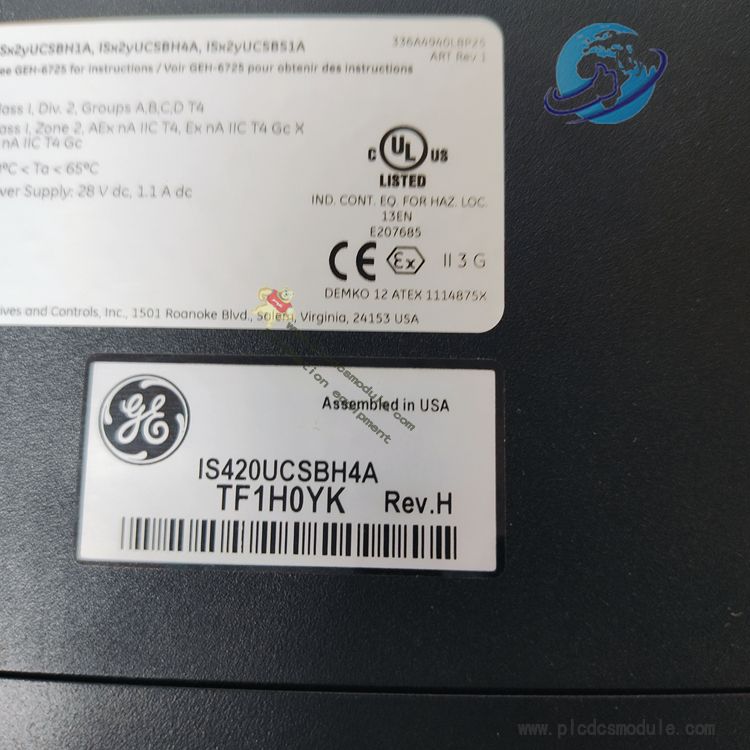 Sx2yUCSBH1A, ISx2yUCSBH4A, ISx2yUCSBS1A
336A4940LBP25
ART Rev 1
ee GEH-6725 for instructions / Voir GEH-6725 pour obtenir des instructions
lass I, Div. 2, Groups A,B,C,D T4
lass I, Zone 2, AEx nA IIC T4, Ex nA IIC T4 Gc X
nA IIC T4 Gc
°C < Ta < 65°C
wer Supply: 28 V dc, 1.1 A dc
C UL US
LISTED
IND. CONT. EQ. FOR HAZ. LOC.
13EN
E207685
CE Ex II 3 G
DEMKO 12 ATEX 1114875X
ives and Controls, Inc., 1501 Roanoke Blvd., Salem, Virginia, 24153 USA
GE
Assembled in USA
IS420UCSBH4A
TF1H0YK Rev.H
www.plcdcsmodule.com